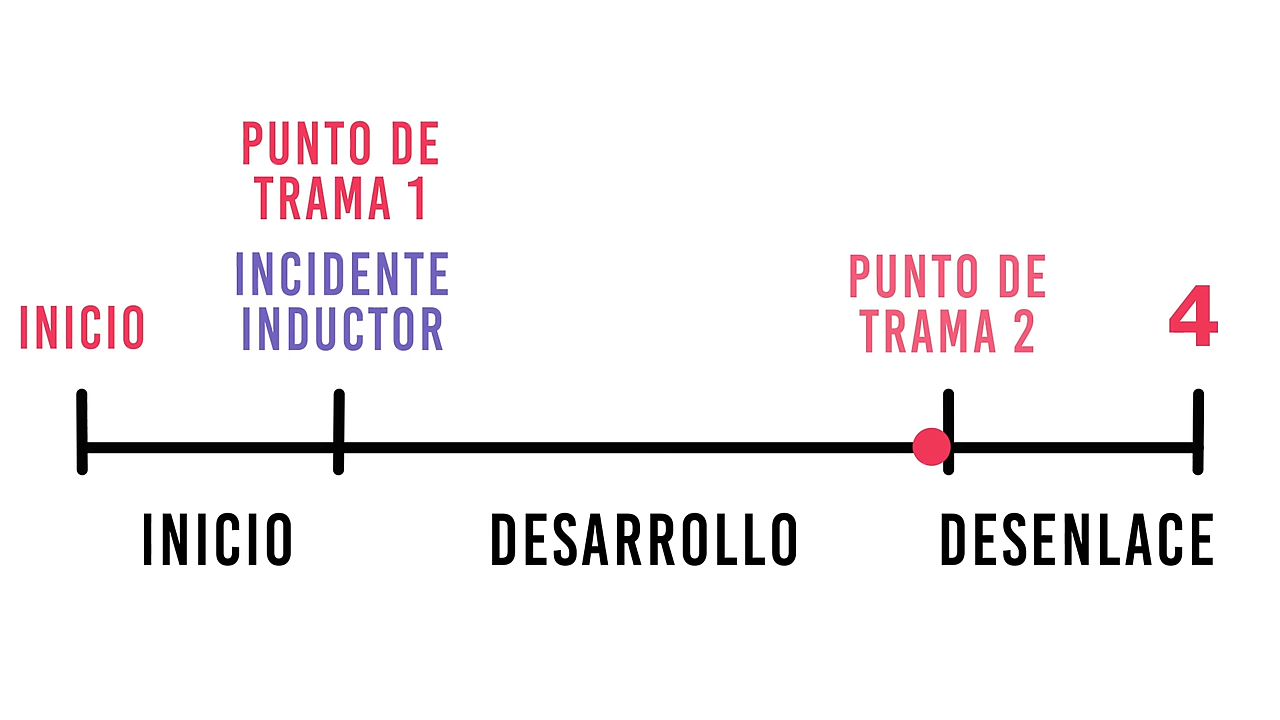 PUNTO DE
TRAMA 1
INCIDENTE
INDUCTOR
INICIO
PUNTO DE
TRAMA 2
4
INICIO
DESARROLLO
DESENLACE